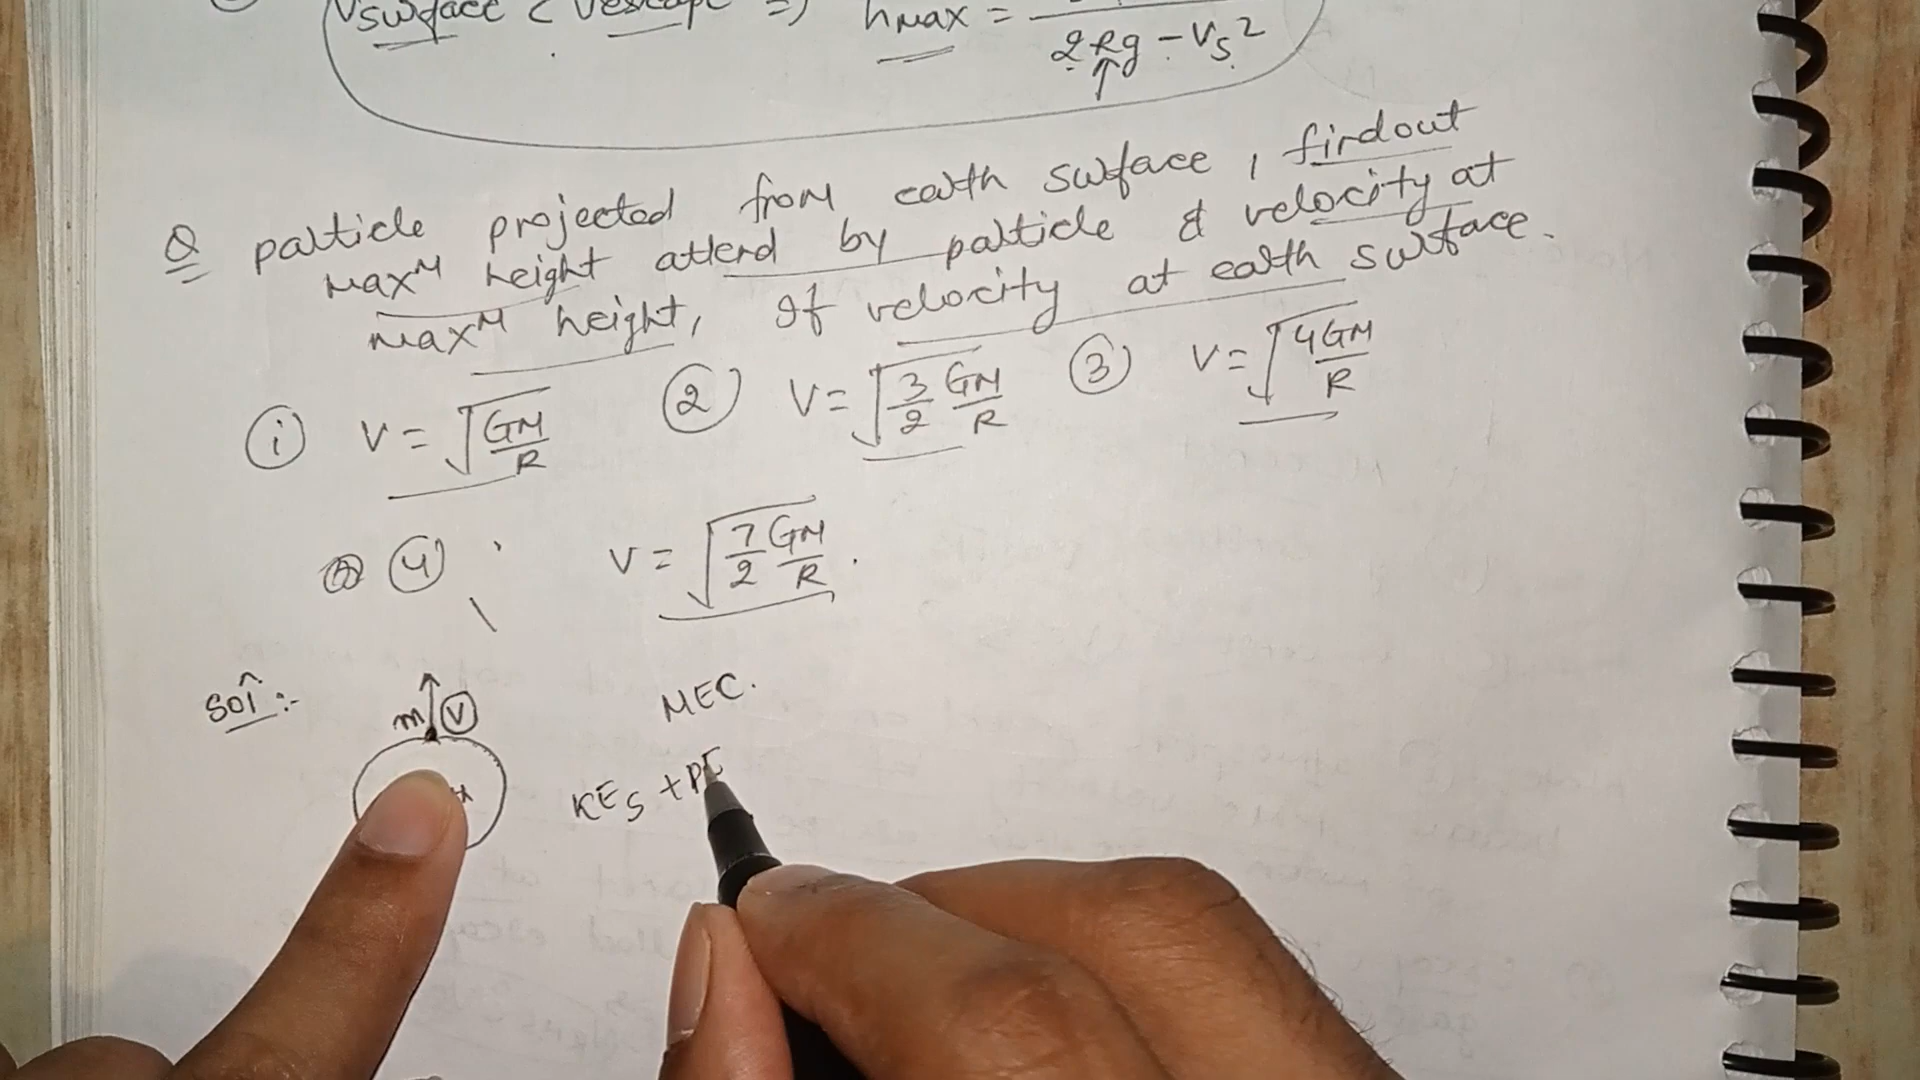 Vsurface < Vescape => hmax =
2Rg - Vs²
Q particle projected from earth surface, findout
maxᴹ height attend by particle & velocity at
maxᴹ height, If velocity at earth surface.
(i) V = √GM/R (2) V = √3/2 GM/R (3) V = √4GM/R
(4) V = √7/2 GM/R .
Sol̂ :- m V MEC.
KEs + PE